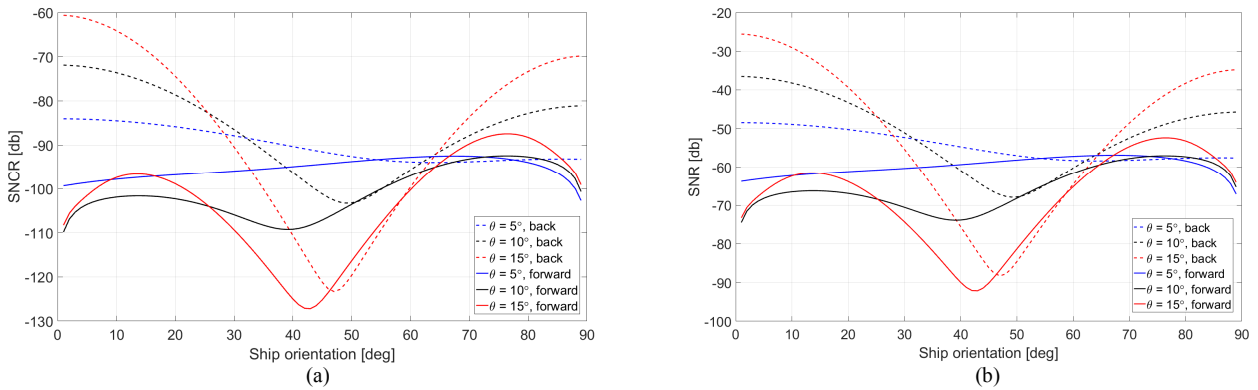 -60
-70
-80
-90
-100
-110
-120
-130
SNCR [db]
0 10 20 30 40 50 60 70 80 90
Ship orientation [deg]
θ = 5°, back
θ = 10°, back
θ = 15°, back
θ = 5°, forward
θ = 10°, forward
θ = 15°, forward
(a)
-20
-30
-40
-50
-60
-70
-80
-90
-100
SNR [db]
0 10 20 30 40 50 60 70 80 90
Ship orientation [deg]
θ = 5°, back
θ = 10°, back
θ = 15°, back
θ = 5°, forward
θ = 10°, forward
θ = 15°, forward
(b)